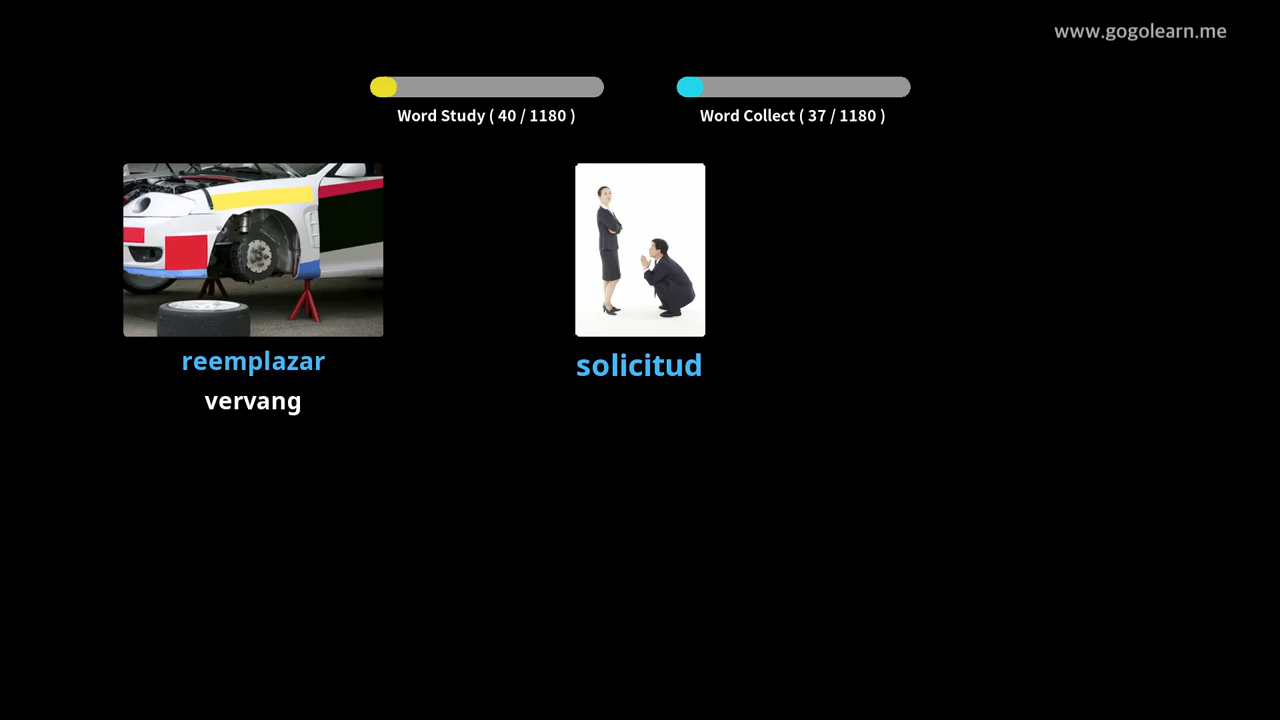 www.gogolearn.me
Word Study ( 40 / 1180 )
Word Collect ( 37 / 1180 )
reemplazar
vervang
solicitud